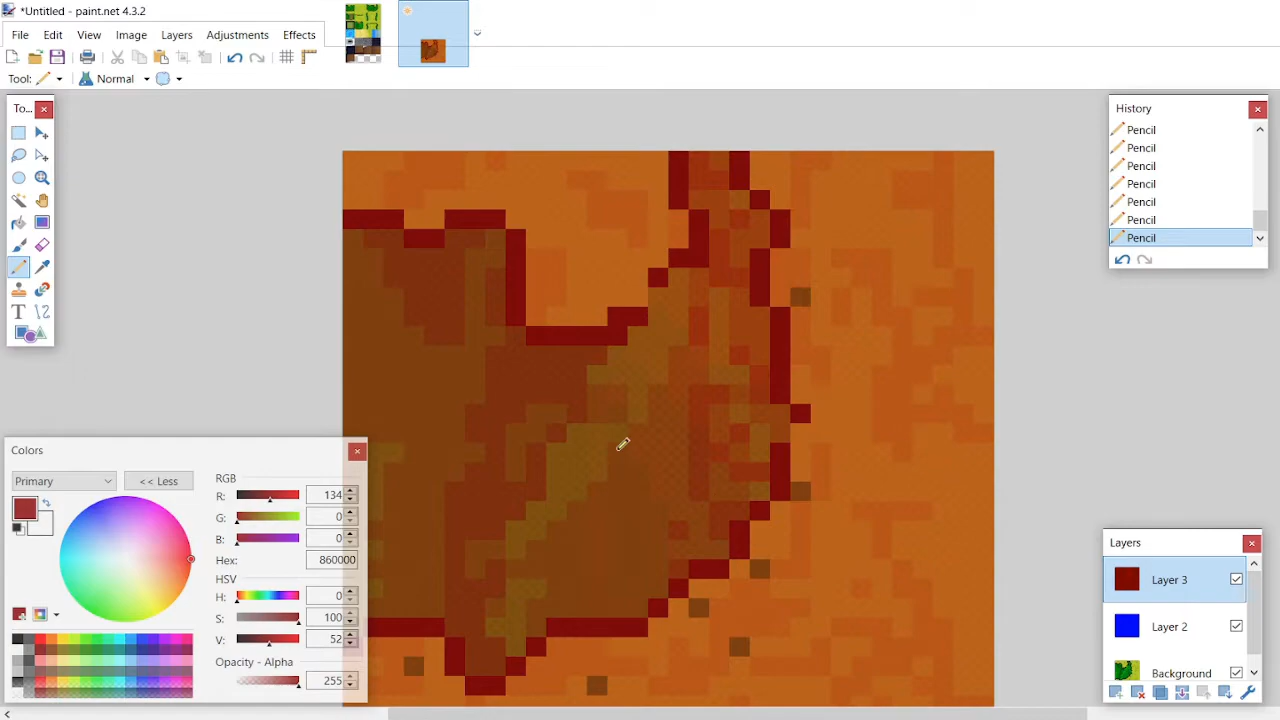 *Untitled - paint.net 4.3.2
File Edit View Image Layers Adjustments Effects
Tool: Normal
To...
History
Pencil
Pencil
Pencil
Pencil
Pencil
Pencil
Pencil
Colors
Primary << Less
RGB
R: 134
G: 0
B: 0
Hex: 860000
HSV
H: 0
S: 100
V: 52
Opacity - Alpha
255
Layers
Layer 3
Layer 2
Background